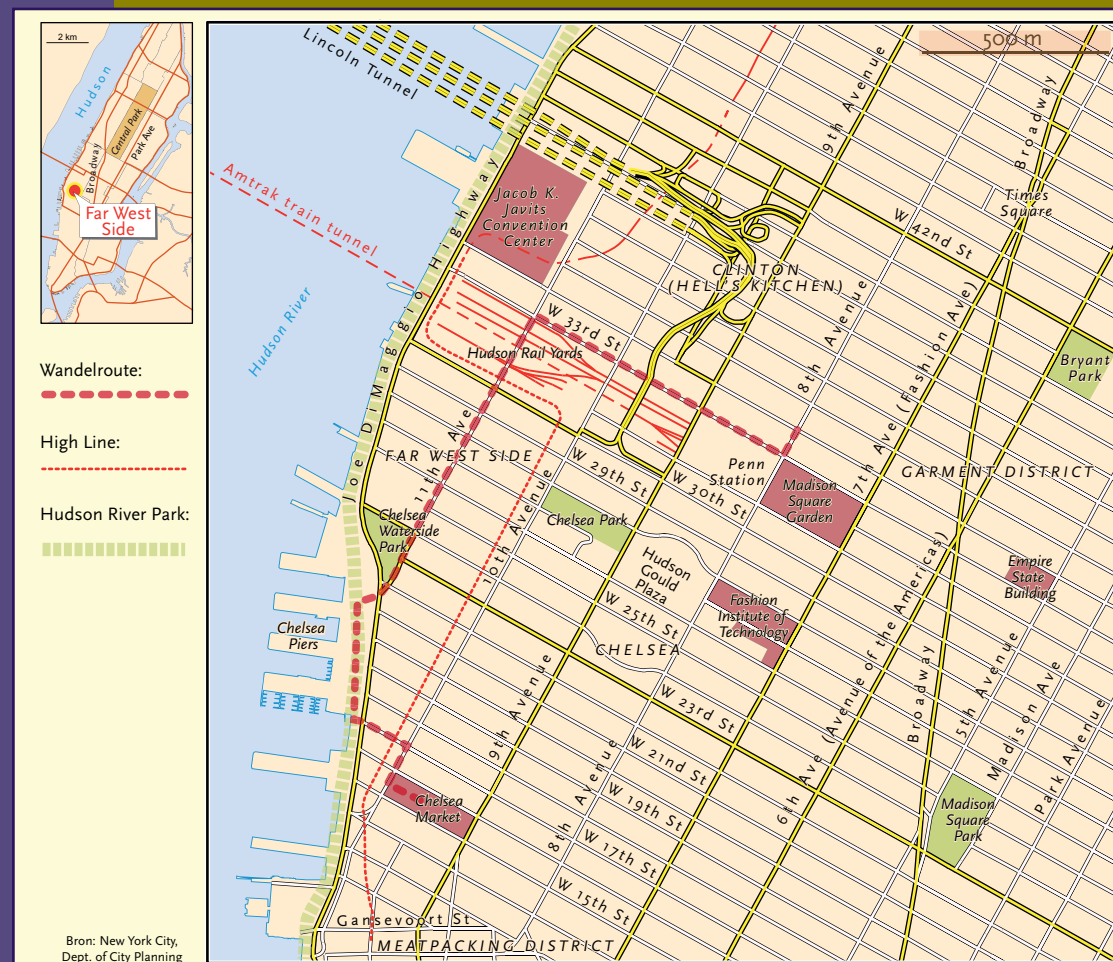 2 km
Hudson
Central Park
Park Ave
Broadway
Far West
Side
Wandelroute:
High Line:
Hudson River Park:
Bron: New York City,
Dept. of City Planning
500 m
Lincoln Tunnel
Amtrak train tunnel
Hudson River
Joe DiMaggio Highway
Jacob K.
Javits
Convention
Center
9th Avenue
Broadway
Times
Square
W 42nd St
CLINTON
(HELL'S KITCHEN)
W 33rd St
Hudson Rail Yards
8th Avenue
7th Ave (Fashion Ave)
Bryant
Park
FAR WEST SIDE
11th Ave
W 29th St
W 30th St
Penn
Station
Madison
Square
Garden
GARMENT DISTRICT
Chelsea
Waterside
Park
10th Avenue
Chelsea Park
Hudson
Gould
Plaza
Empire
State
Building
Fashion
Institute of
Technology
W 25th St
CHELSEA
Chelsea
Piers
6th Ave (Avenue of the Americas)
Broadway
5th Avenue
Madison Ave
Park Avenue
W 23rd St
9th Avenue
W 21nd St
8th Avenue
W 19th St
Chelsea
Market
Madison
Square
Park
W 17th St
W 15th St
Gansevoort St
MEATPACKING DISTRICT